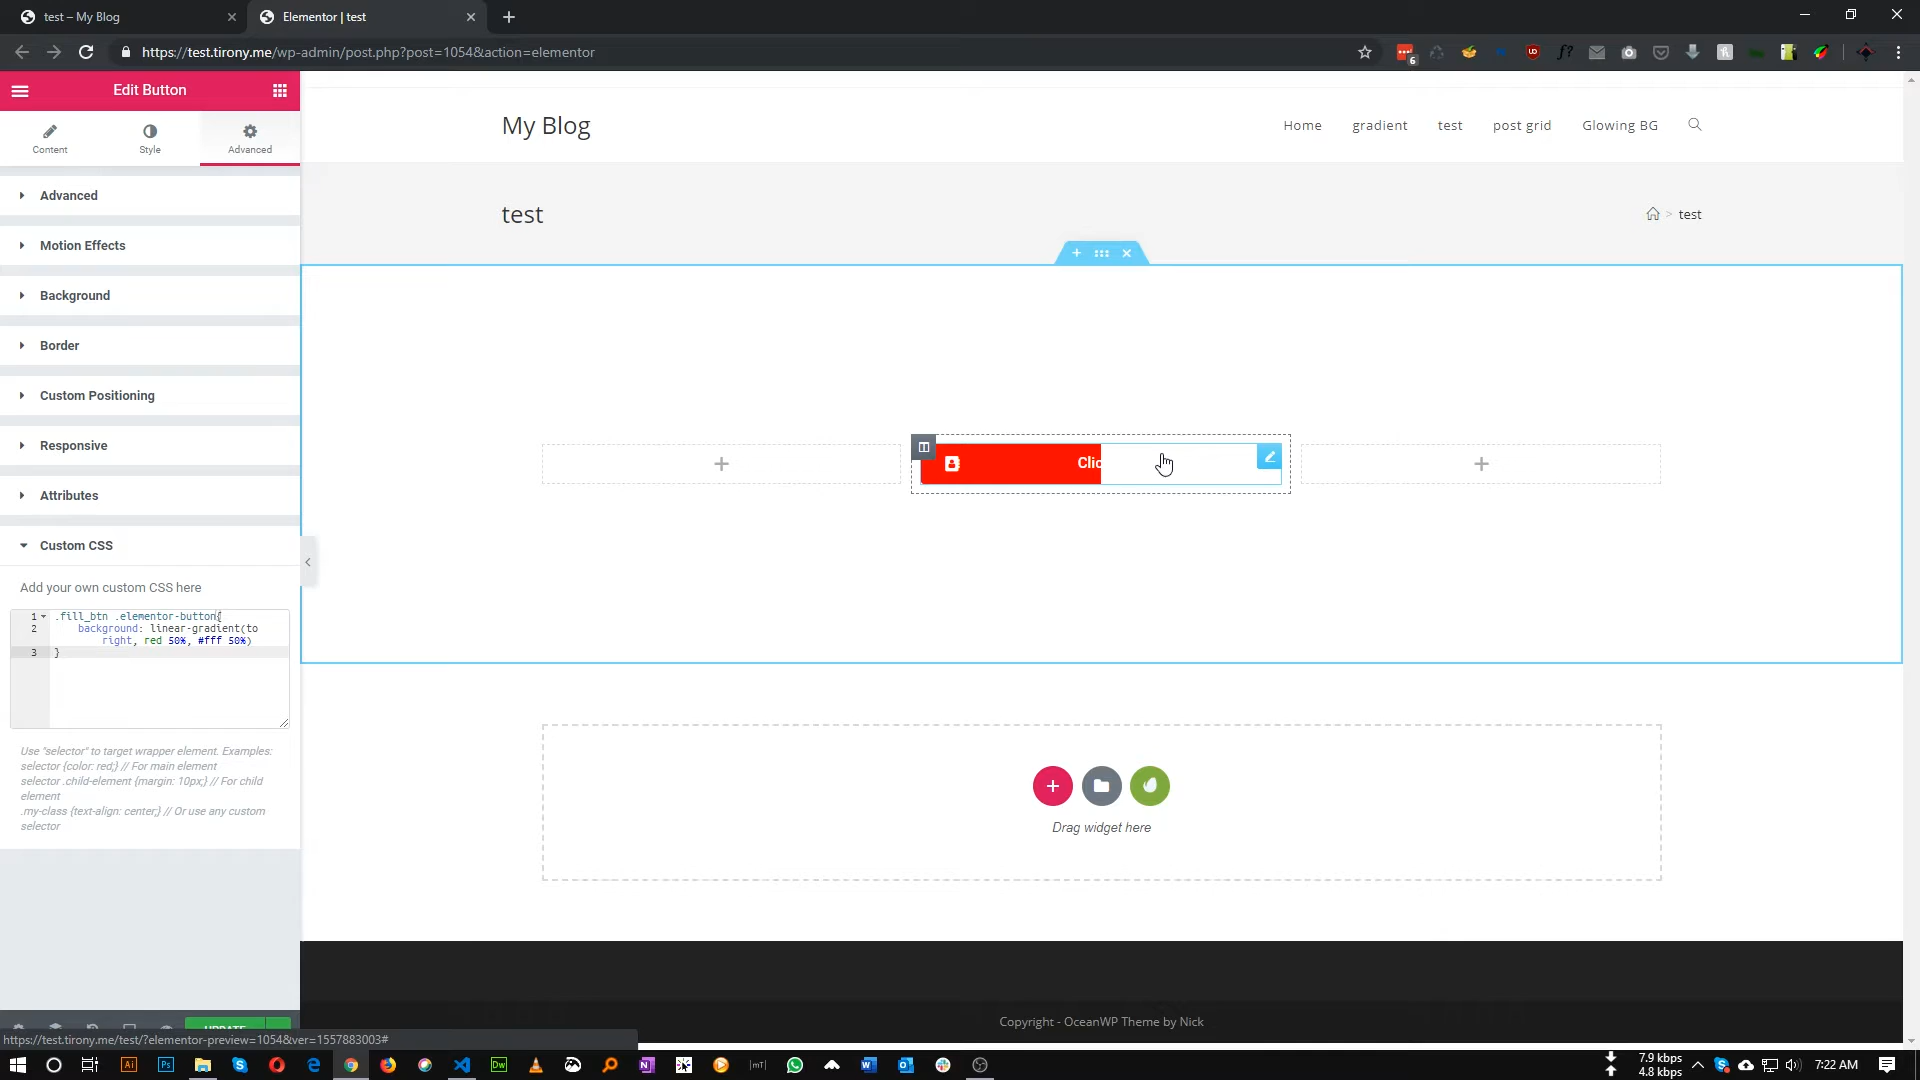 test – My Blog
Elementor | test
https://test.tirony.me/wp-admin/post.php?post=1054&action=elementor
6
Edit Button
Content
Style
Advanced
Advanced
Motion Effects
Background
Border
Custom Positioning
Responsive
Attributes
Custom CSS
Add your own custom CSS here
1 .fill_btn .elementor-button{
2 background: linear-gradient(to
right, red 50%, #fff 50%)
3 }
Use "selector" to target wrapper element. Examples:
selector {color: red;} // For main element
selector .child-element {margin: 10px;} // For child
element
.my-class {text-align: center;} // Or use any custom
selector
UPDATE
https://test.tirony.me/test/?elementor-preview=1054&ver=1557883003#
My Blog
Home
gradient
test
post grid
Glowing BG
test
> test
Clic
Drag widget here
Copyright - OceanWP Theme by Nick
7.9 kbps
4.8 kbps
7:22 AM